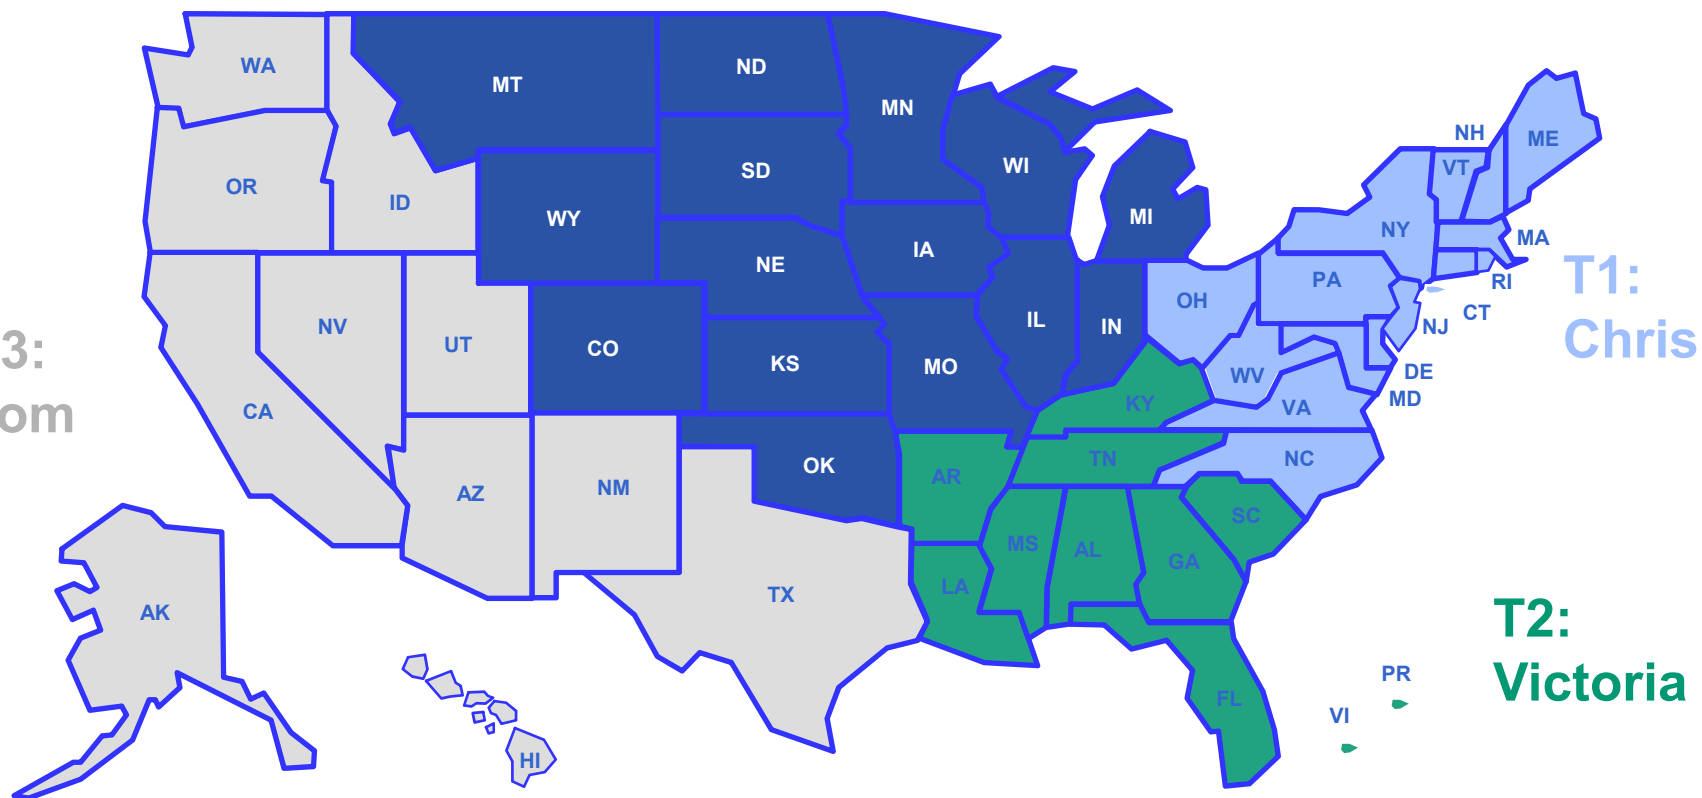 WA
MT
ND
MN
NH
ME
VT
WI
SD
OR
ID
WY
MI
NY
MA
IA
NE
PA
RI
T1:
Chris
OH
CT
NV
IL
IN
NJ
UT
CO
KS
MO
3:
om
DE
WV
MD
CA
KY
VA
TN
NC
OK
AR
AZ
NM
SC
MS
AL
GA
LA
TX
AK
T2:
Victoria
PR
FL
VI
HI